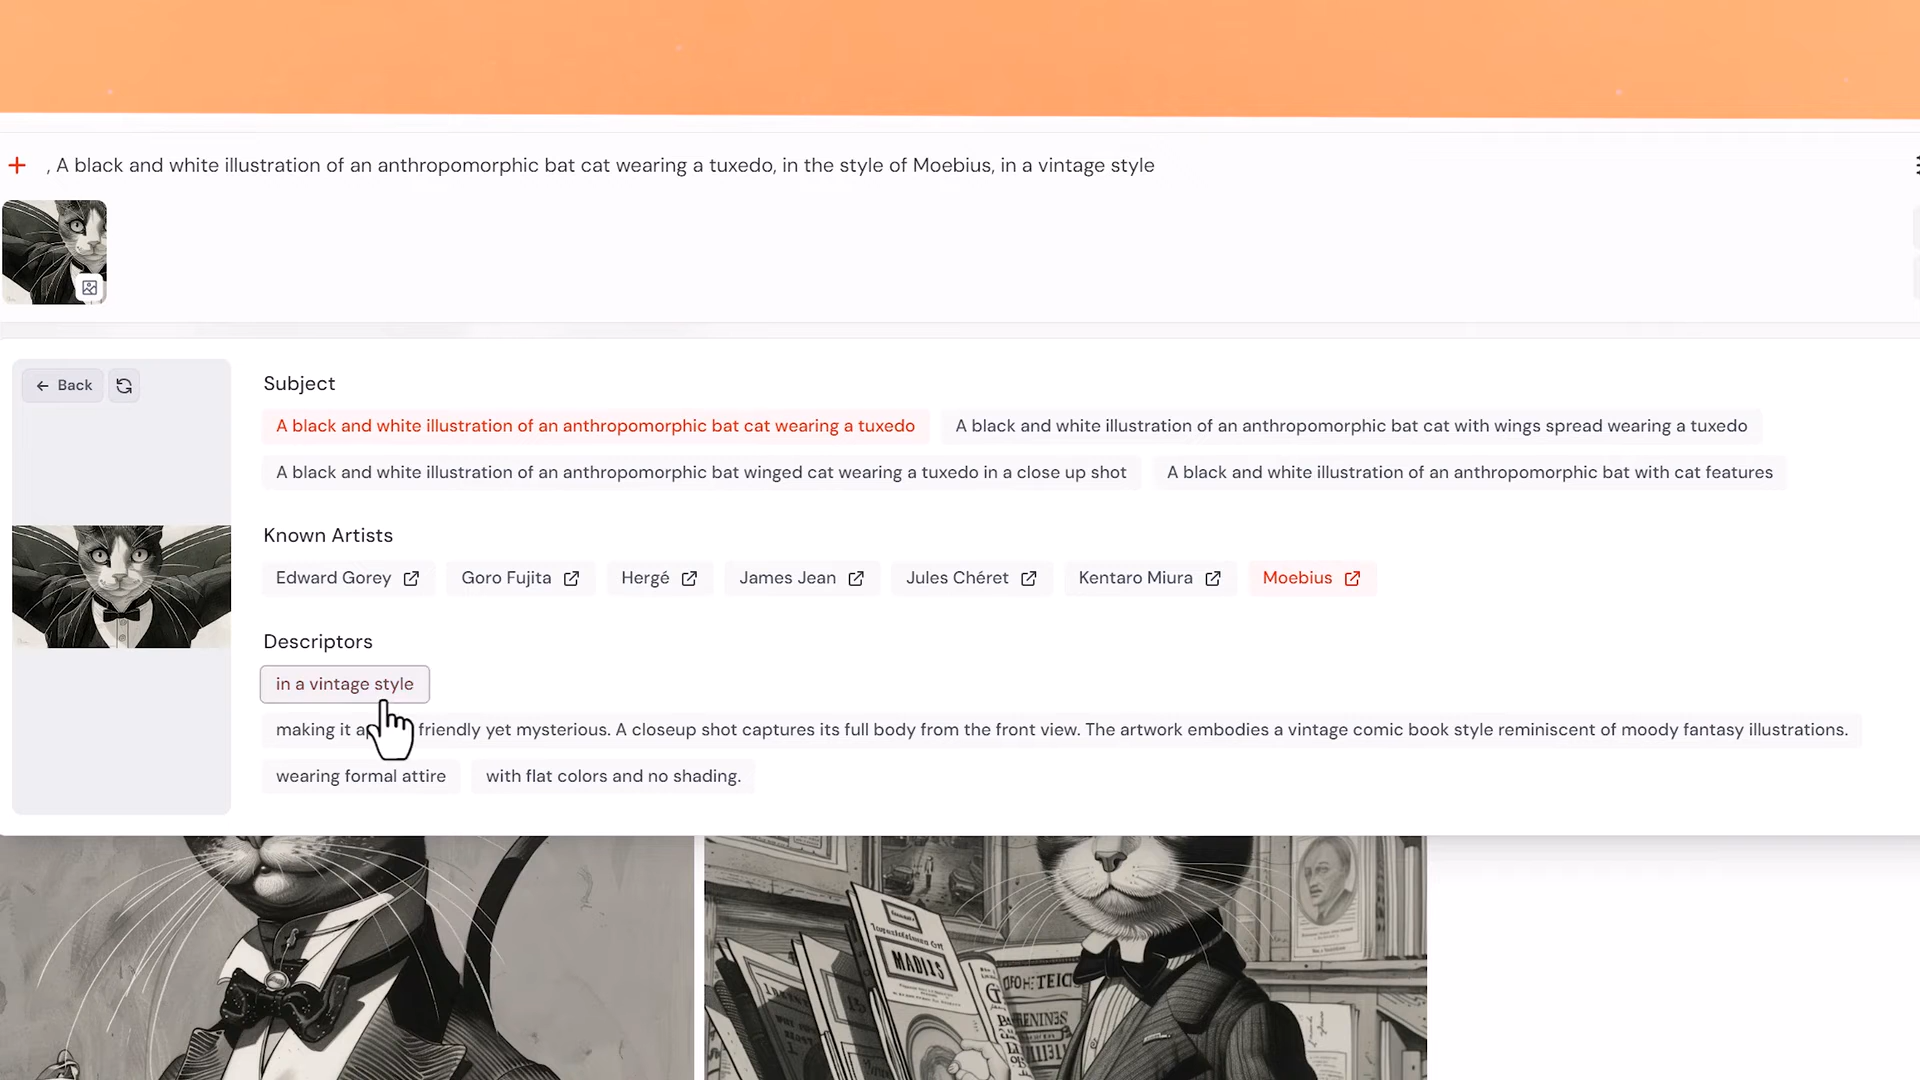 , A black and white illustration of an anthropomorphic bat cat wearing a tuxedo, in the style of Moebius, in a vintage style
Back
Subject
A black and white illustration of an anthropomorphic bat cat wearing a tuxedo
A black and white illustration of an anthropomorphic bat cat with wings spread wearing a tuxedo
A black and white illustration of an anthropomorphic bat winged cat wearing a tuxedo in a close up shot
A black and white illustration of an anthropomorphic bat with cat features
Known Artists
Edward Gorey
Goro Fujita
Hergé
James Jean
Jules Chéret
Kentaro Miura
Moebius
Descriptors
in a vintage style
making it friendly yet mysterious. A closeup shot captures its full body from the front view. The artwork embodies a vintage comic book style reminiscent of moody fantasy illustrations.
wearing formal attire
with flat colors and no shading.